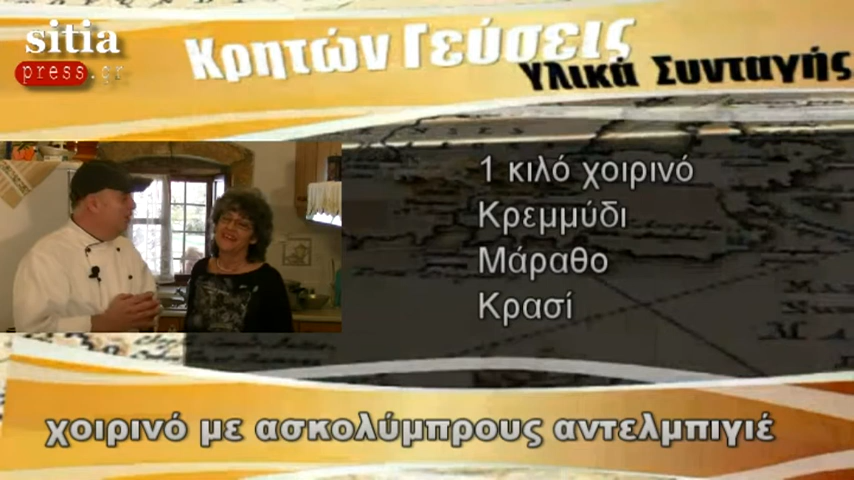 sitia
press.gr
Κρητών Γεύσεις
Υλικά Συνταγής
1 κιλό χοιρινό
Κρεμμύδι
Μάραθο
Κρασί
χοιρινό με ασκολύμπρους αντελμπιγιέ